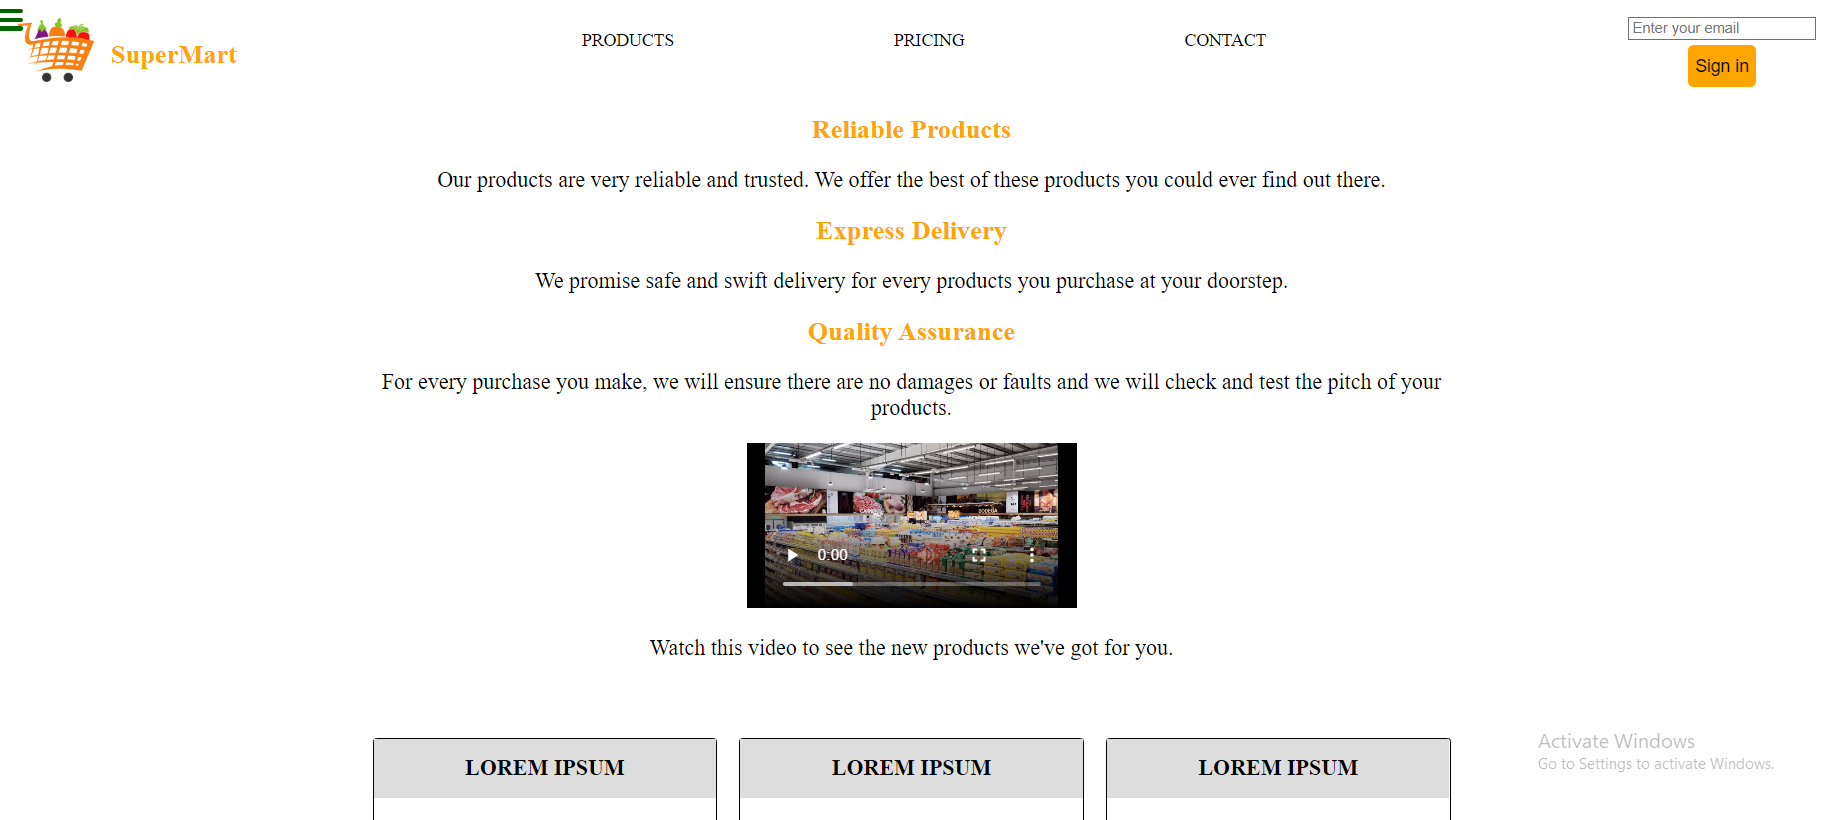 SuperMart
PRODUCTS
PRICING
CONTACT
Enter your email
Sign in
Reliable Products
Our products are very reliable and trusted. We offer the best of these products you could ever find out there.
Express Delivery
We promise safe and swift delivery for every products you purchase at your doorstep.
Quality Assurance
For every purchase you make, we will ensure there are no damages or faults and we will check and test the pitch of your
products.
BODEGA
0:00
Watch this video to see the new products we've got for you.
LOREM IPSUM
LOREM IPSUM
LOREM IPSUM
Activate Windows
Go to Settings to activate Windows.